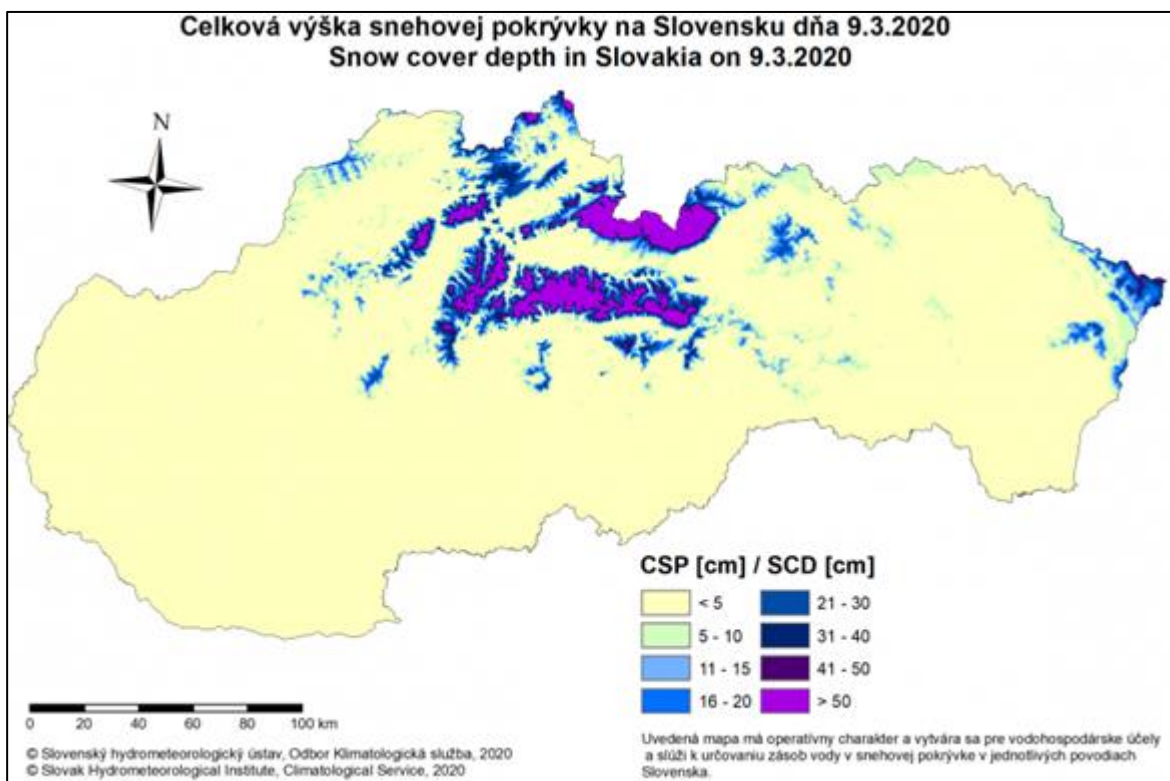 Celková výška snehovej pokrývky na Slovensku dňa 9.3.2020
Snow cover depth in Slovakia on 9.3.2020
N
CSP [cm] / SCD [cm]
< 5
21 - 30
5 - 10
31 - 40
11 - 15
41 - 50
16 - 20
> 50
0 20 40 60 80 100 km
© Slovenský hydrometeorologický ústav, Odbor Klimatologická služba, 2020
© Slovak Hydrometeorological Institute, Climatological Service, 2020
Uvedená mapa má operatívny charakter a vytvára sa pre vodohospodárske účely
a slúži k určovaniu zásob vody v snehovej pokrývke v jednotlivých povodiach
Slovenska.